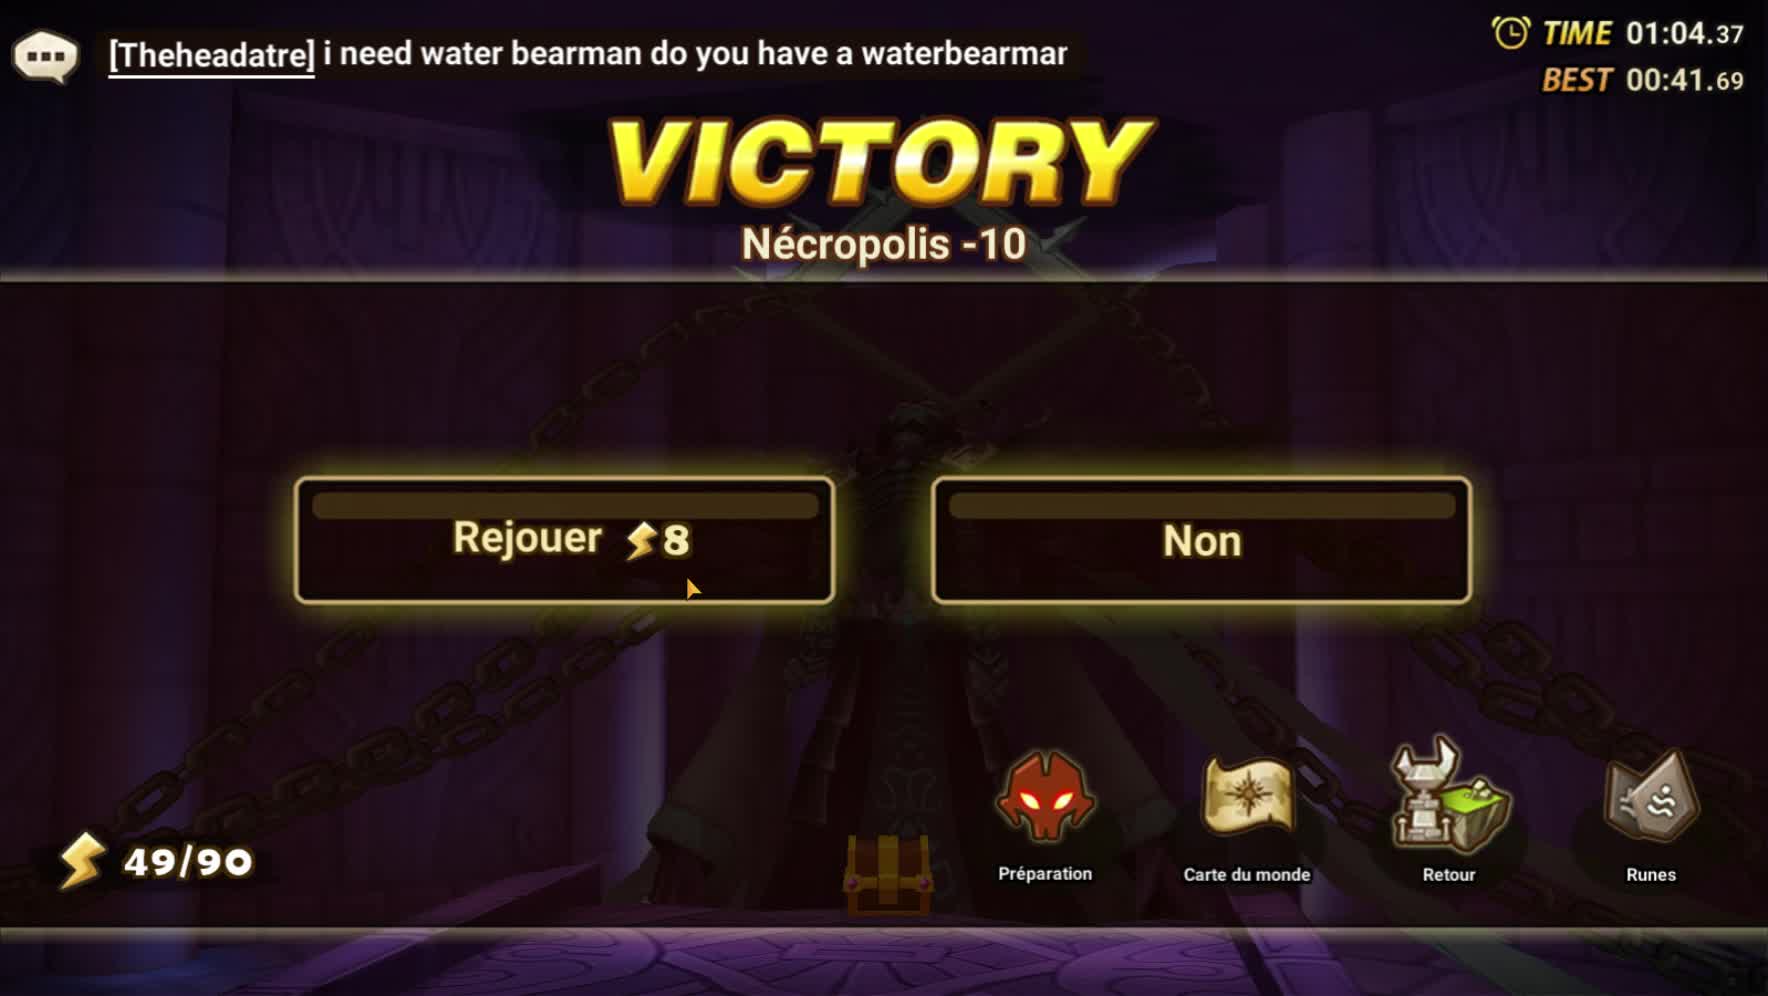 [Theheadatre] i need water bearman do you have a waterbearmar
TIME 01:04.37
BEST 00:41.69
VICTORY
Nécropolis -10
Rejouer 8
Non
49/90
Préparation
Carte du monde
Retour
Runes